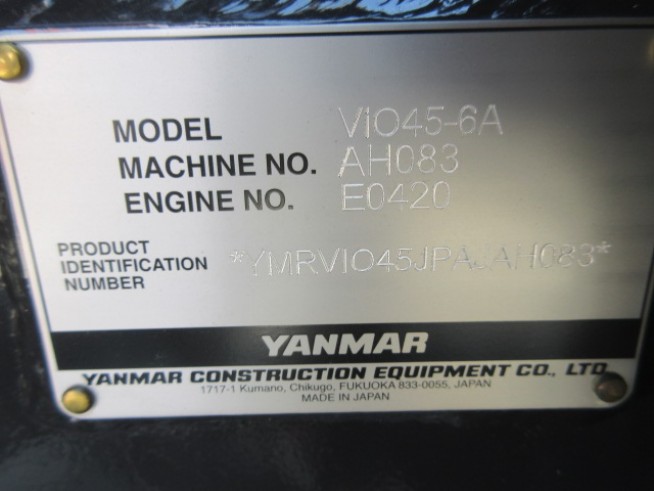 MODEL VIO45-6A
MACHINE NO. AH083
ENGINE NO. E0420
PRODUCT
IDENTIFICATION
NUMBER
*YMRVIO45JPAJAH083*
YANMAR
YANMAR CONSTRUCTION EQUIPMENT CO., LTD.
1717-1 Kumano, Chikugo, FUKUOKA 833-0055, JAPAN
MADE IN JAPAN